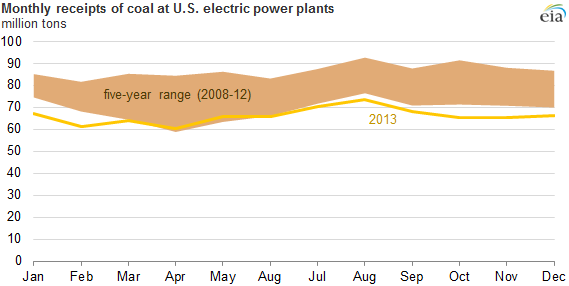 Monthly receipts of coal at U.S. electric power plants
million tons
eia
100
90
80
70
60
50
40
30
20
10
0
five-year range (2008-12)
2013
Jan Feb Mar Apr May Jun Jul Aug Sep Oct Nov Dec